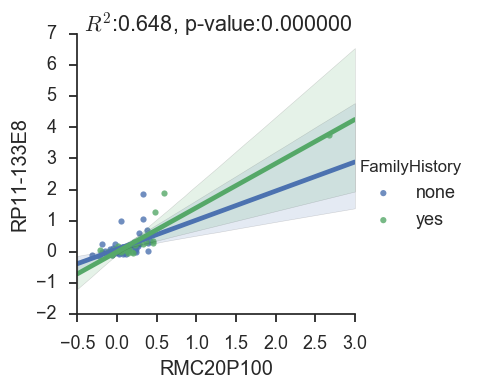 R²:0.648, p-value:0.000000
7
6
5
4
3
2
1
0
−1
−2
RP11-133E8
−0.5 0.0 0.5 1.0 1.5 2.0 2.5 3.0
RMC20P100
FamilyHistory
none
yes